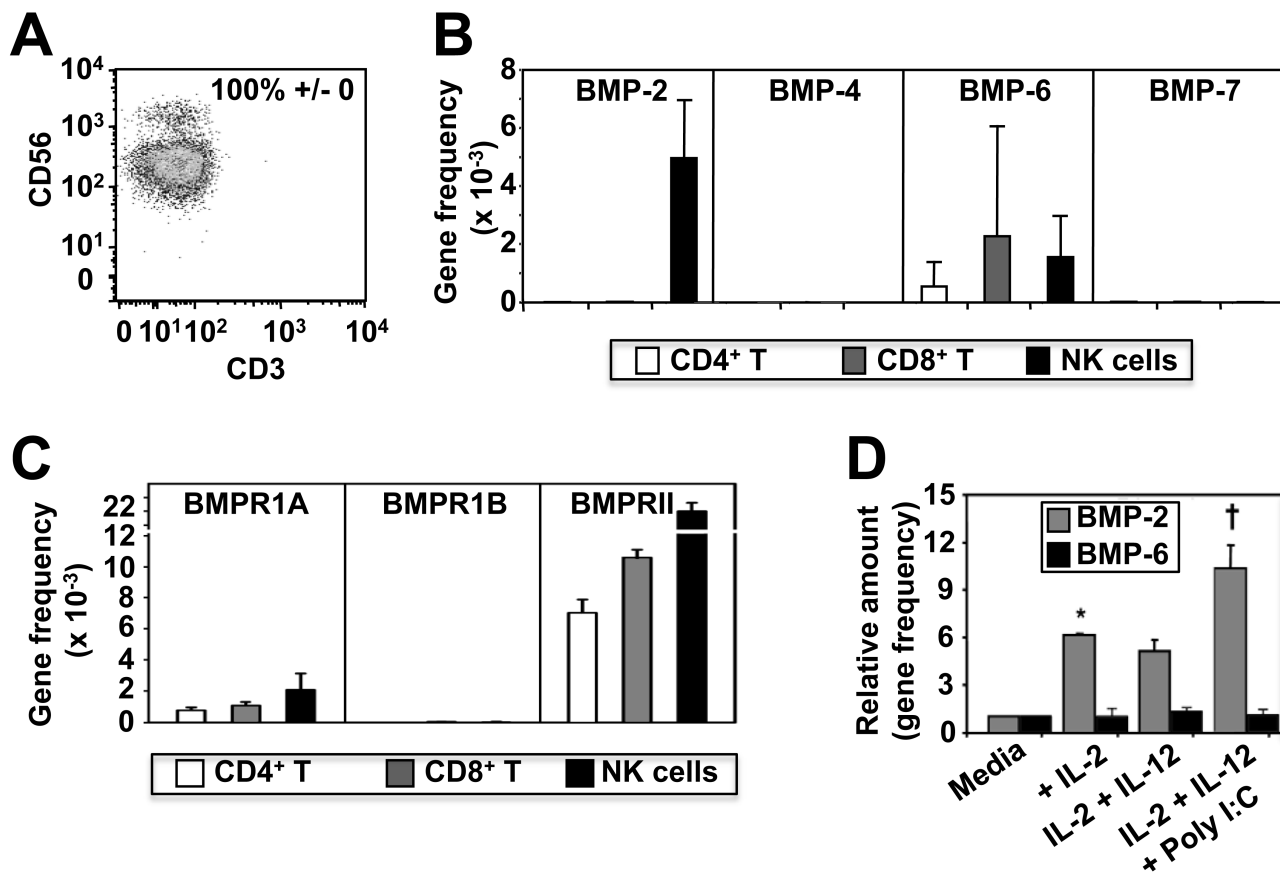 A
10⁴
10³
10²
10¹
0
CD56
100% +/- 0
0 10¹ 10² 10³ 10⁴
CD3
B
8
6
4
2
0
Gene frequency
(x 10⁻³)
BMP-2 BMP-4 BMP-6 BMP-7
CD4⁺ T CD8⁺ T NK cells
C
22
12
10
8
6
4
2
0
Gene frequency
(x 10⁻³)
BMPR1A BMPR1B BMPRII
CD4⁺ T CD8⁺ T NK cells
D
15
12
9
6
3
0
Relative amount
(gene frequency)
BMP-2
BMP-6
*
†
Media
+ IL-2
IL-2 + IL-12
IL-2 + IL-12
+ Poly I:C